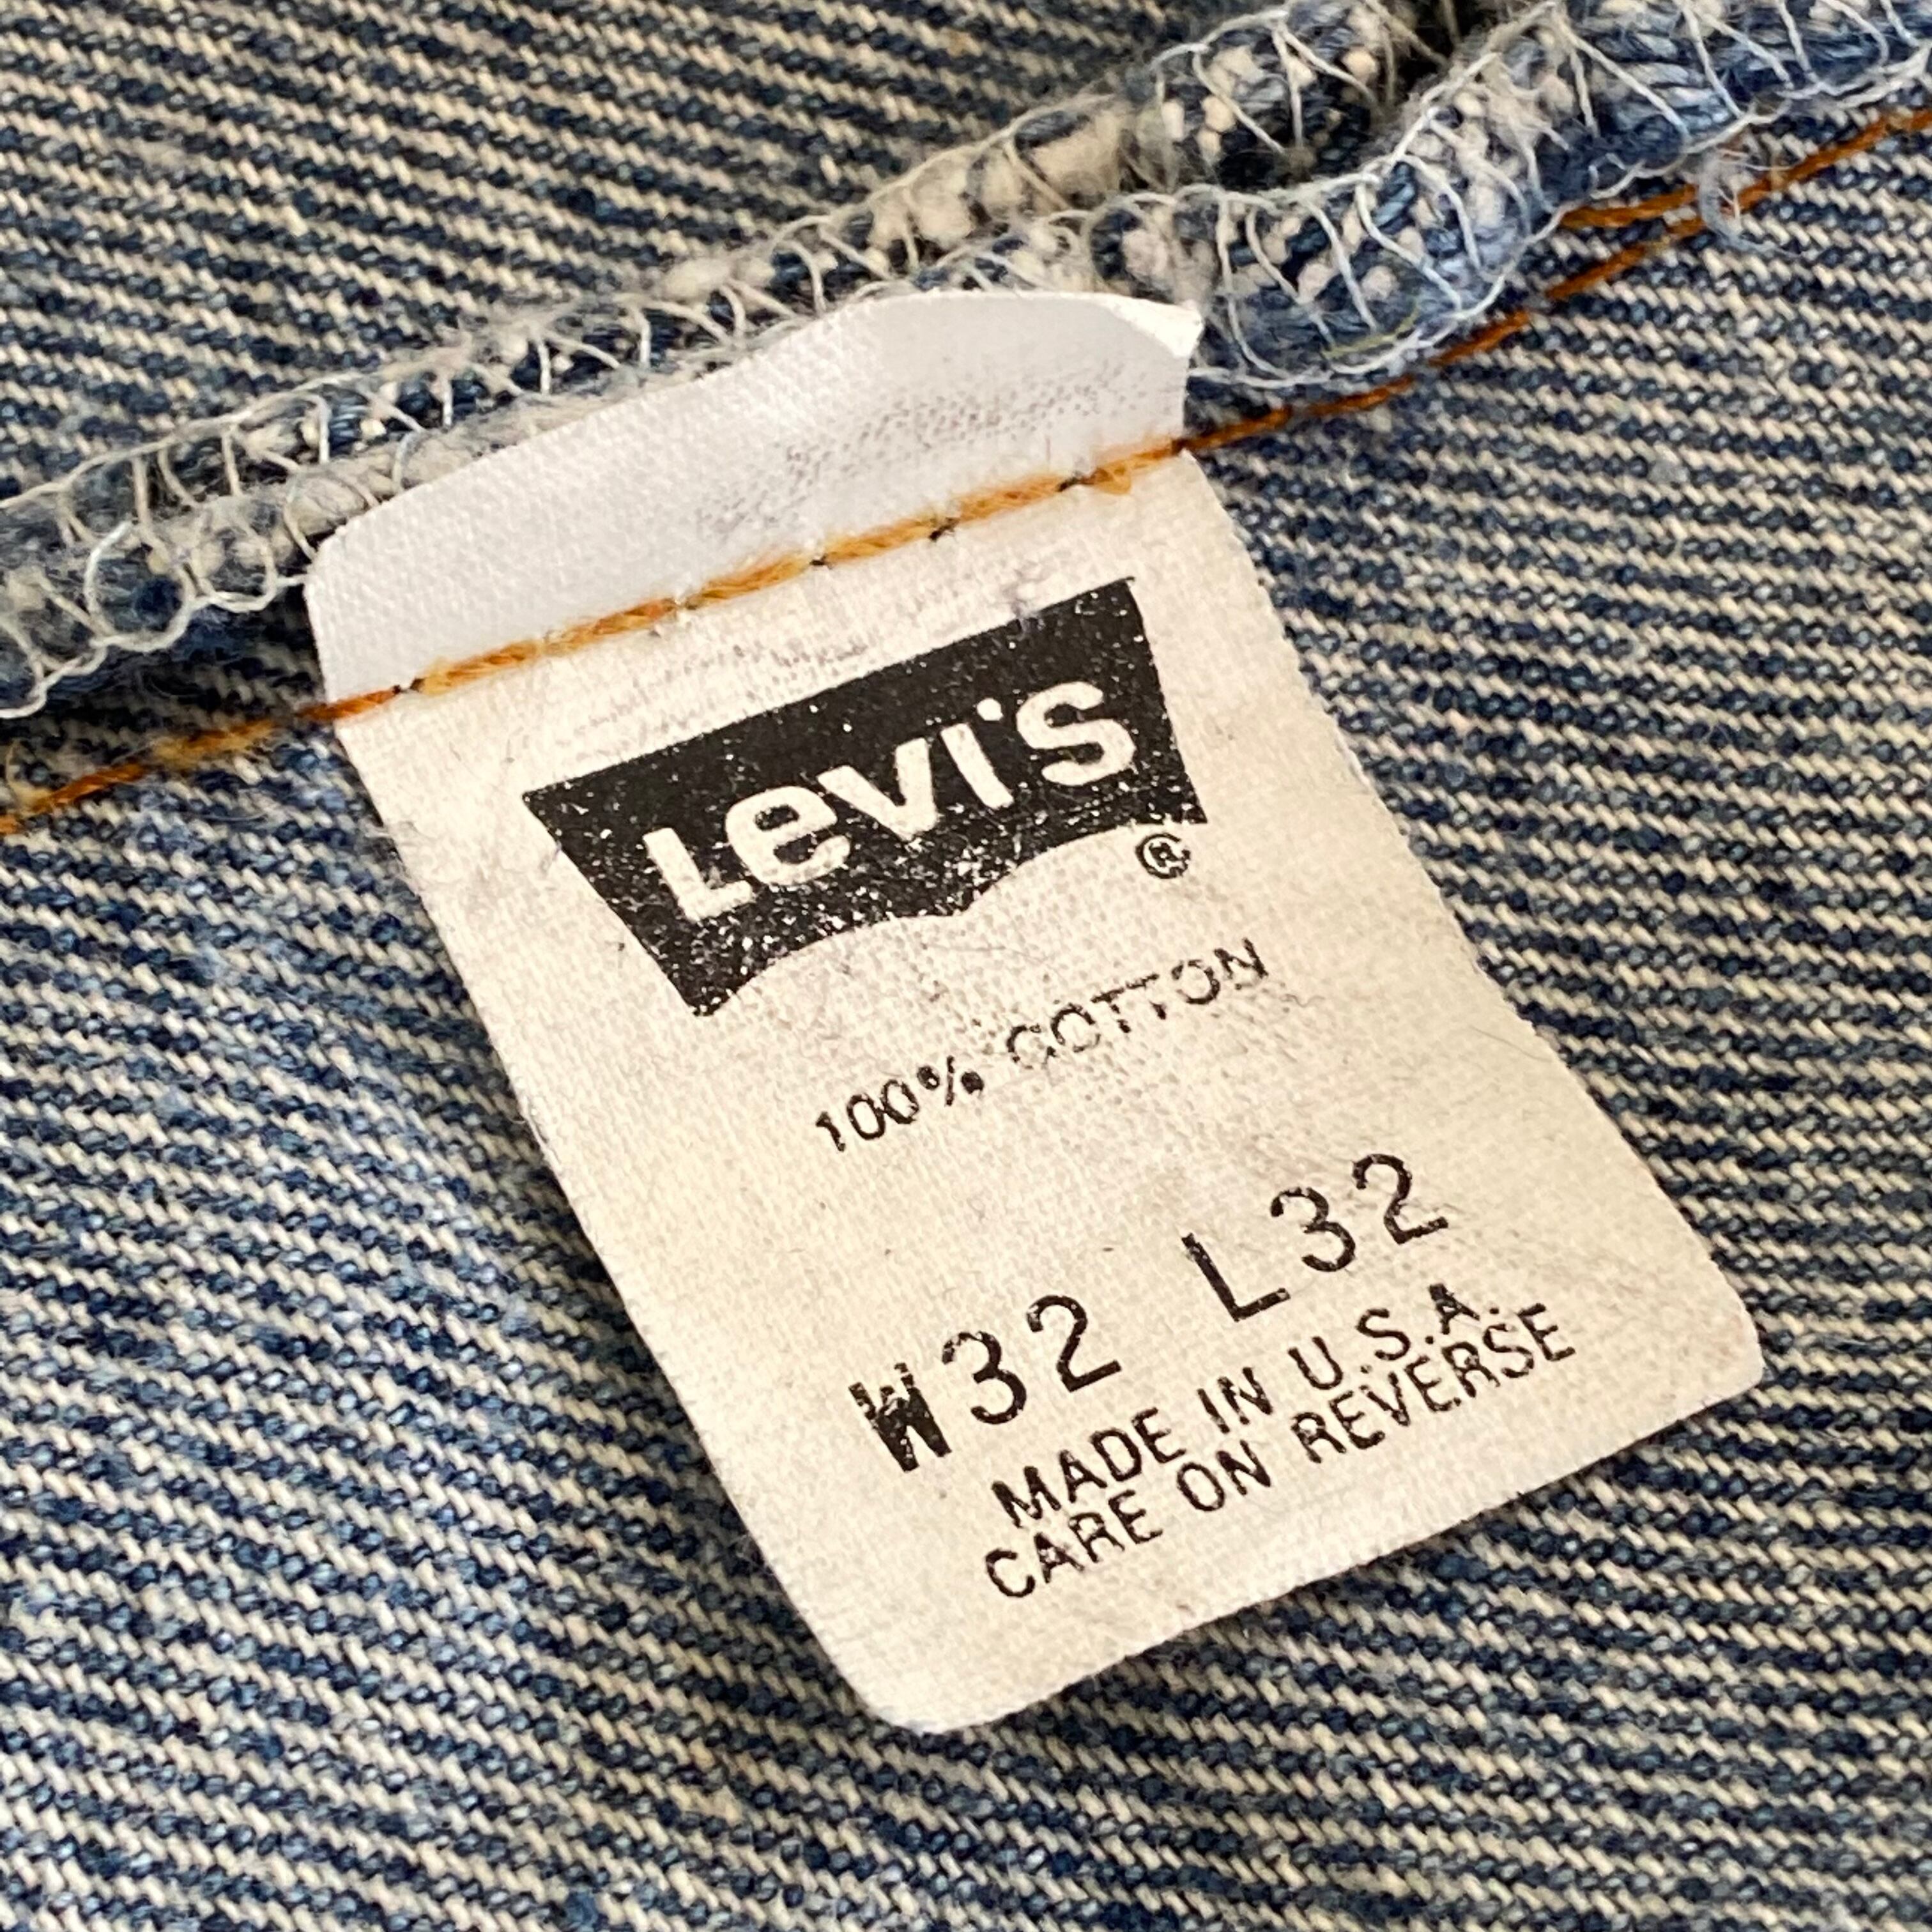 Levi's
®
100% COTTON
W32 L32
MADE IN U.S.A.
CARE ON REVERSE